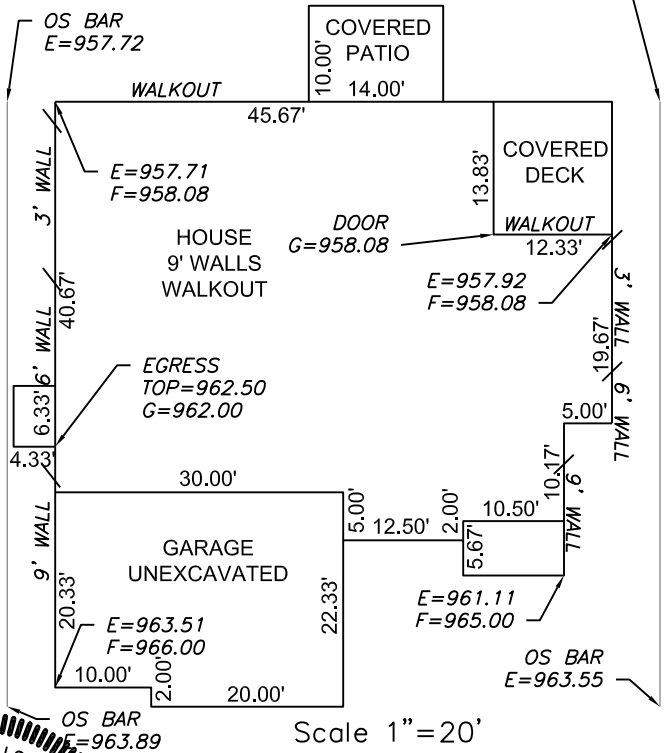 OS BAR
E=957.72
COVERED
PATIO
10.00'
14.00'
WALKOUT
45.67'
3' WALL
E=957.71
F=958.08
13.83'
COVERED
DECK
HOUSE
9' WALLS
WALKOUT
DOOR
G=958.08
WALKOUT
12.33'
E=957.92
F=958.08
40.67'
3' WALL
19.67'
6' WALL
EGRESS
TOP=962.50
G=962.00
6.33'
4.33'
6' WALL
5.00'
10.17'
9' WALL
30.00'
5.00'
12.50'
2.00'
10.50'
5.67'
9' WALL
GARAGE
UNEXCAVATED
20.33'
22.33'
E=961.11
F=965.00
E=963.51
F=966.00
10.00'
2.00'
20.00'
OS BAR
E=963.55
OS BAR
E=963.89
Scale 1"=20'